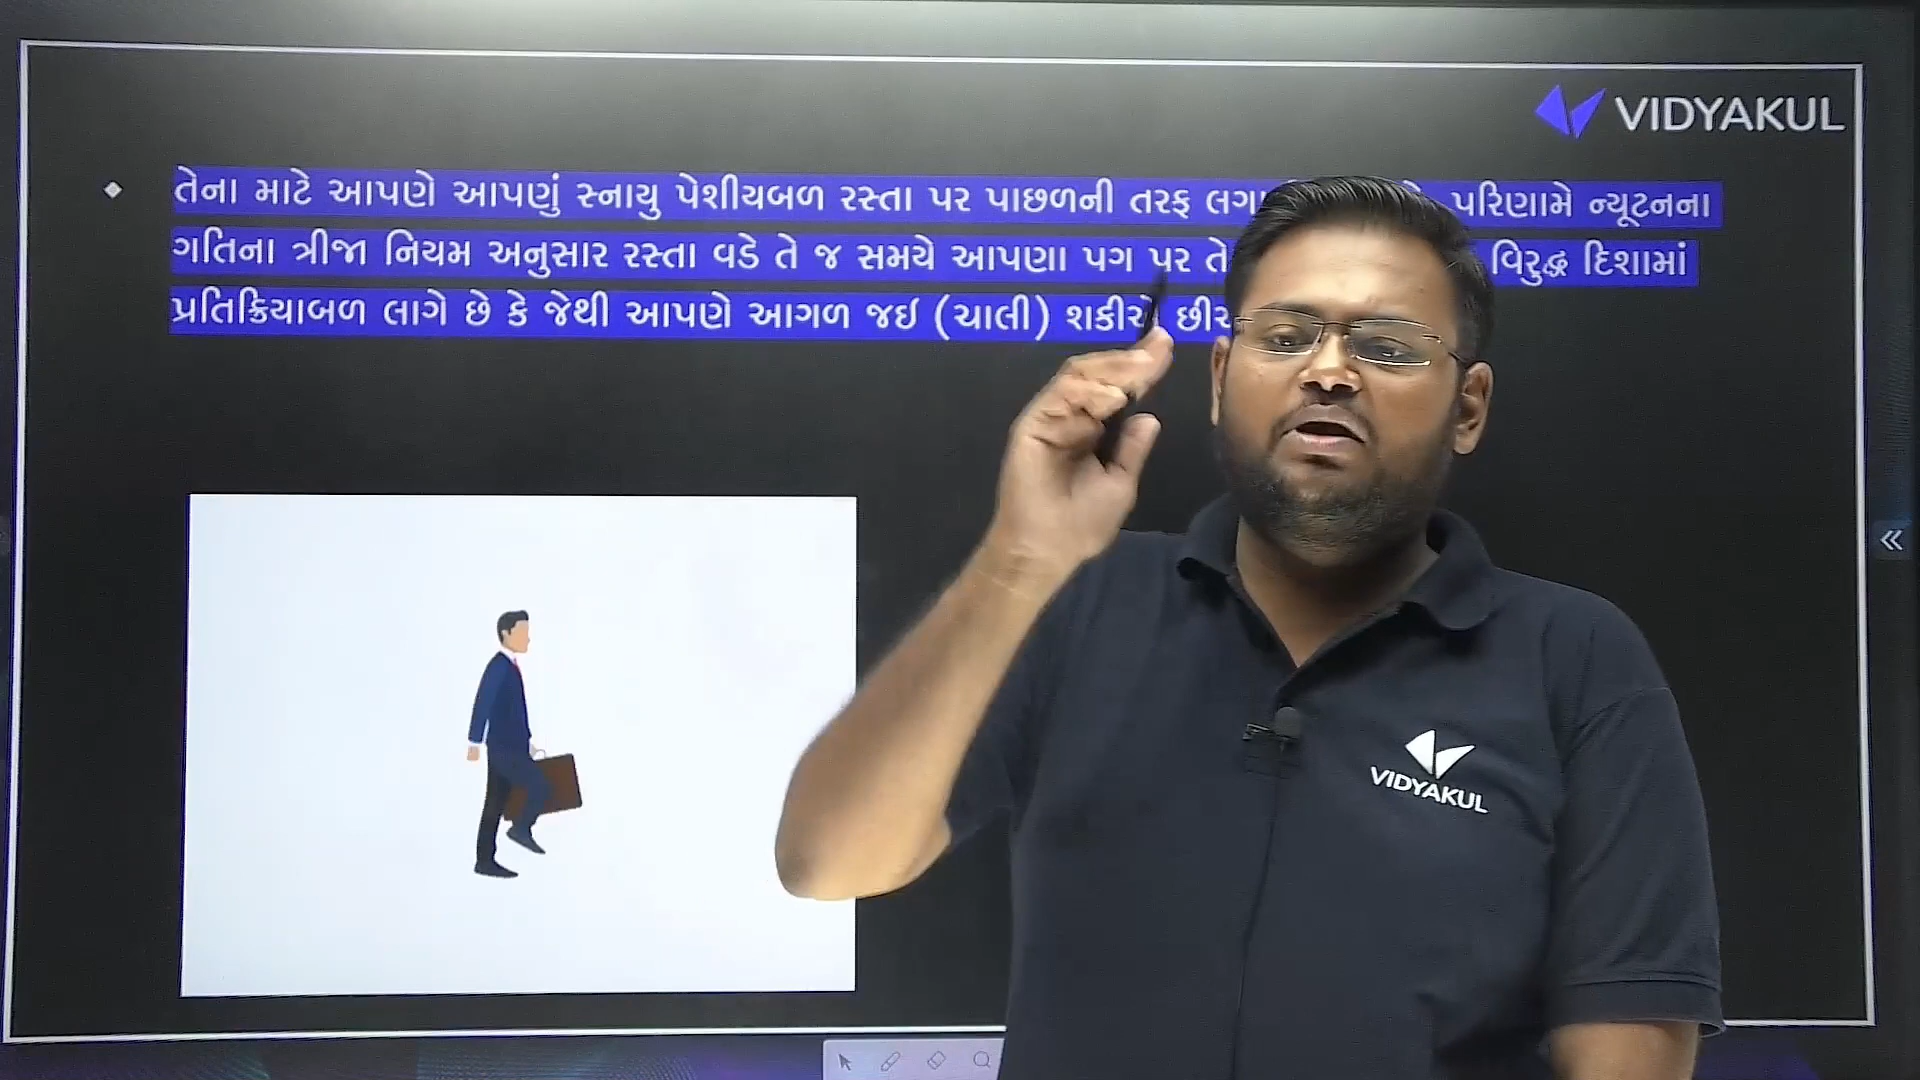 VIDYAKUL
તેના માટે આપણે આપણું સ્નાયુ પેશીયબળ રસ્તા પર પાછળની તરફ પરિણામે ન્યૂટનના
ગતિના ત્રીજા નિયમ અનુસાર રસ્તા વડે તે જ સમયે આપણા પગ પર વિરુદ્ધ દિશામાં
પ્રતિક્રિયાબળ લાગે છે કે જેથી આપણે આગળ જઇ (ચાલી) શકીએ
VIDYAKUL